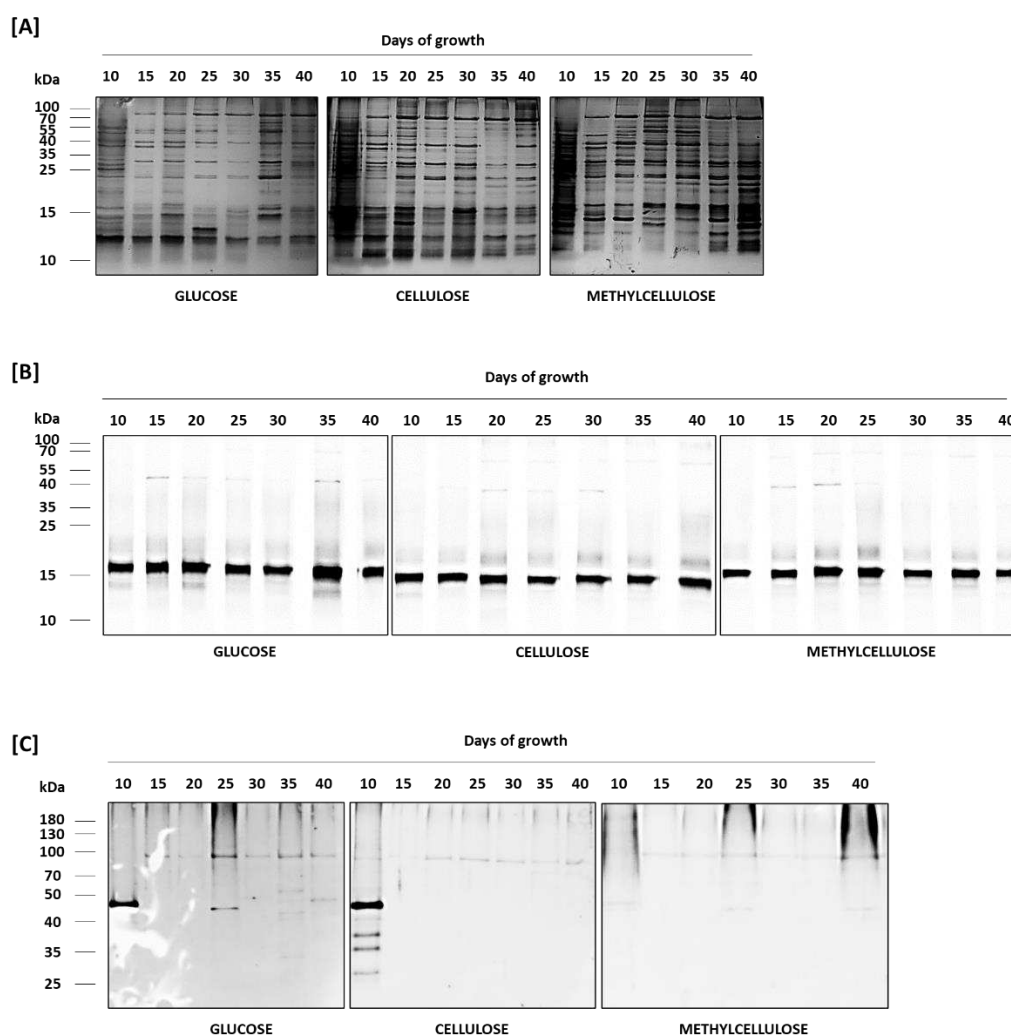 [A]
Days of growth
kDa 10 15 20 25 30 35 40 10 15 20 25 30 35 40 10 15 20 25 30 35 40
100
70
55
40
35
25
15
10
GLUCOSE CELLULOSE METHYLCELLULOSE
[B]
Days of growth
kDa 10 15 20 25 30 35 40 10 15 20 25 30 35 40 10 15 20 25 30 35 40
100
70
55
40
35
25
15
10
GLUCOSE CELLULOSE METHYLCELLULOSE
[C]
Days of growth
kDa 10 15 20 25 30 35 40 10 15 20 25 30 35 40 10 15 20 25 30 35 40
180
130
100
70
50
40
35
25
GLUCOSE CELLULOSE METHYLCELLULOSE